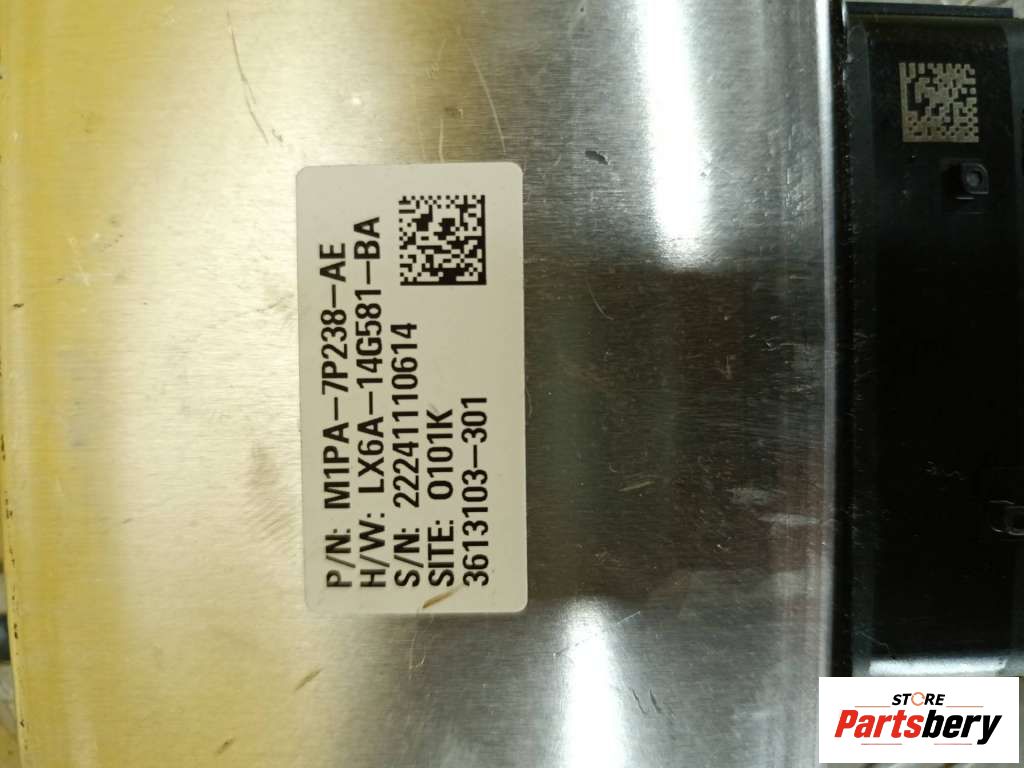 P/N: M1PA-7P238-AE
H/W: LX6A-14G581-BA
S/N: 22241110614
SITE: 0101K
3613103-301
STORE
Partsbery